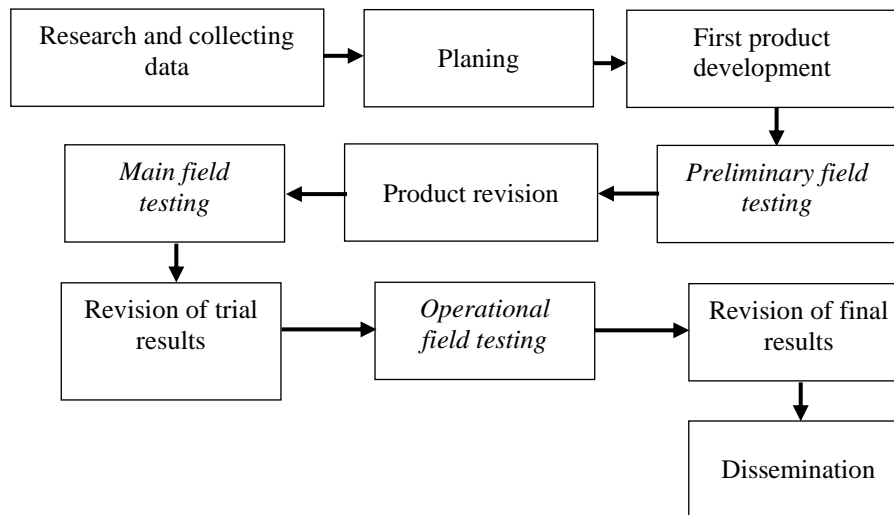 Research and collecting
data
Planing
First product
development
Preliminary field
testing
Product revision
Main field
testing
Revision of trial
results
Operational
field testing
Revision of final
results
Dissemination